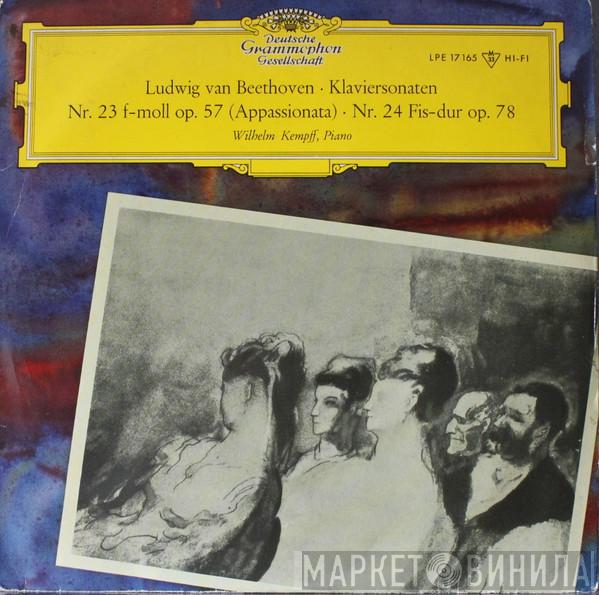 Deutsche
Grammophon
Gesellschaft
LPE 17165 M 33 HI-FI
Ludwig van Beethoven · Klaviersonaten
Nr. 23 f-moll op. 57 (Appassionata) · Nr. 24 Fis-dur op. 78
Wilhelm Kempff, Piano
МАРКЕТ ВИНИЛА